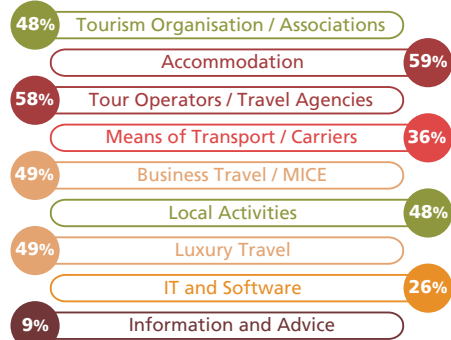 48% Tourism Organisation / Associations
Accommodation 59%
58% Tour Operators / Travel Agencies
Means of Transport / Carriers 36%
49% Business Travel / MICE
Local Activities 48%
49% Luxury Travel
IT and Software 26%
9% Information and Advice